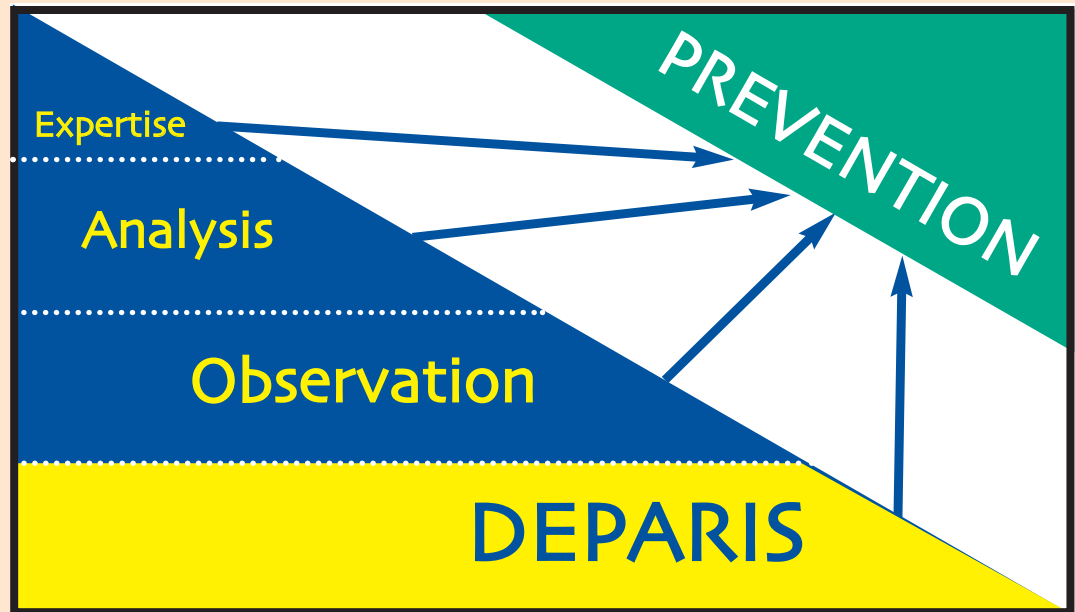 PREVENTION
Expertise
Analysis
Observation
DEPARIS